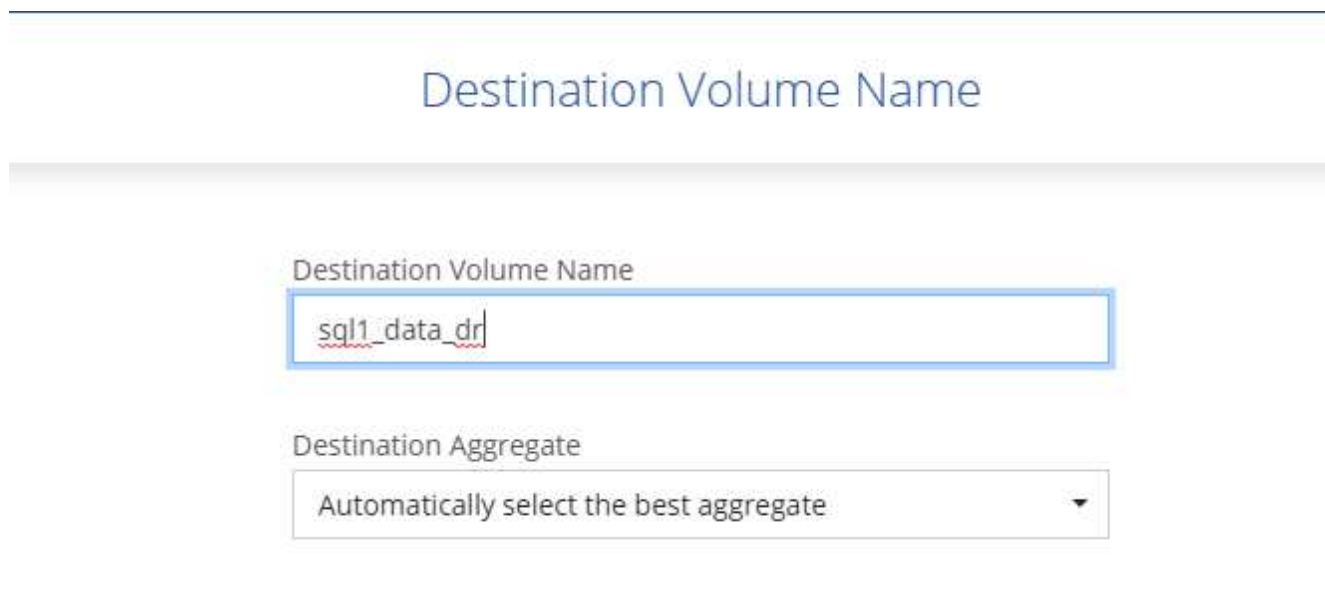 Destination Volume Name
Destination Volume Name
sql1_data_dr
Destination Aggregate
Automatically select the best aggregate